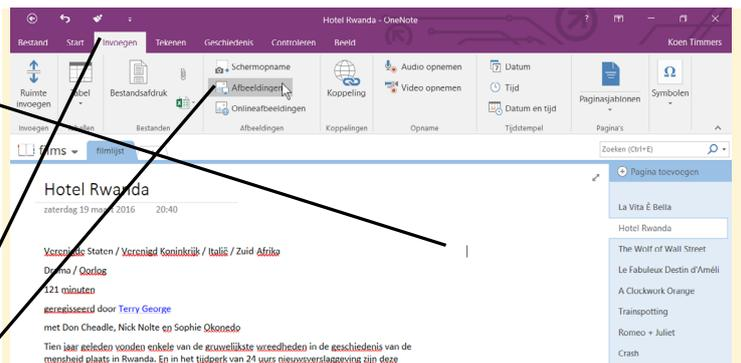 Hotel Rwanda - OneNote
?
Bestand Start Invoegen Tekenen Geschiedenis Controleren Beeld Koen Timmers
Ruimte invoegen
Tabel
Bestandsafdruk
Schermopname
Afbeeldingen
Onlineafbeeldingen
Koppeling
Audio opnemen
Video opnemen
Datum
Tijd
Datum en tijd
Paginasjablonen
Symbolen
Invoegen Tabellen Bestanden Afbeeldingen Koppelingen Opname Tijdstempel Pagina's
films filmlijst
Zoeken (Ctrl+E)
Pagina toevoegen
Hotel Rwanda
zaterdag 19 maart 2016 20:40
Verenigde Staten / Verenigd Koninkrijk / Italië / Zuid Afrika
Drama / Oorlog
121 minuten
geregisseerd door Terry George
met Don Cheadle, Nick Nolte en Sophie Okonedo
Tien jaar geleden vonden enkele van de gruwelijkste wreedheden in de geschiedenis van de
mensheid plaats in Rwanda. En in het tijdperk van 24 uurs nieuwsverslaggeving zijn deze
La Vita É Bella
Hotel Rwanda
The Wolf of Wall Street
Le Fabuleux Destin d'Améli
A Clockwork Orange
Trainspotting
Romeo + Juliet
Crash